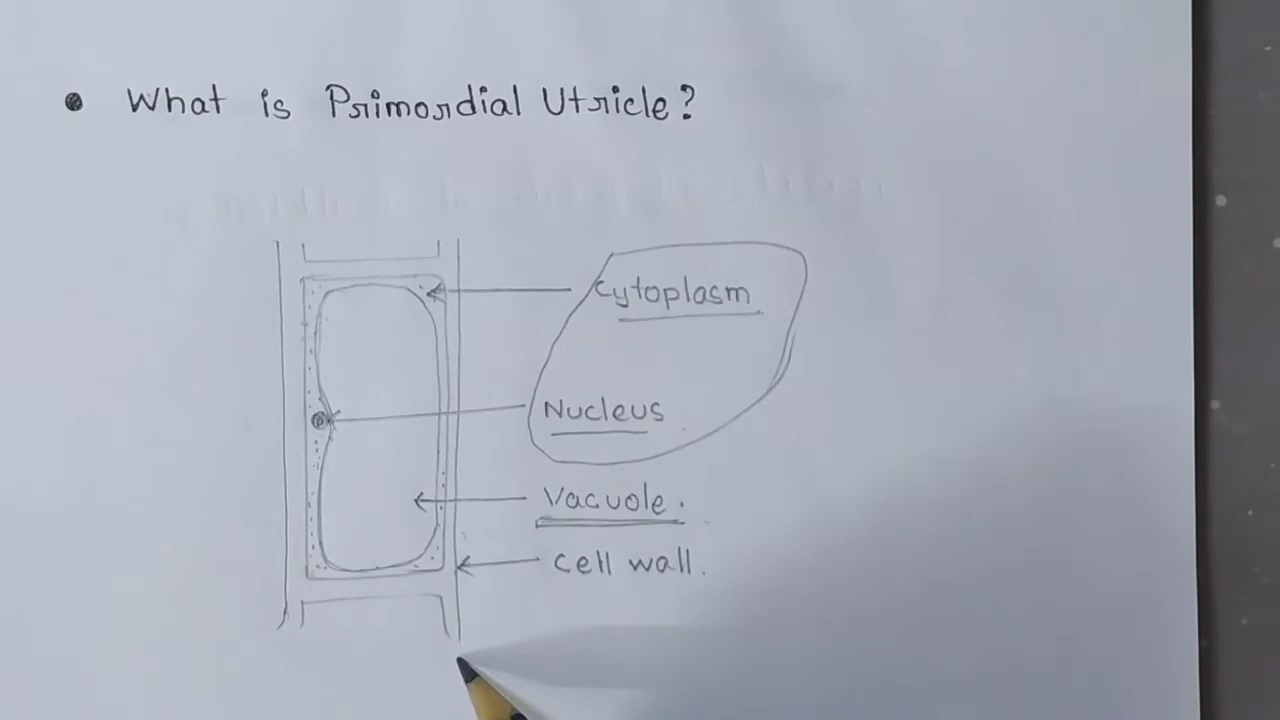 • What is Primordial Utricle?
Cytoplasm
Nucleus
Vacuole.
cell wall.